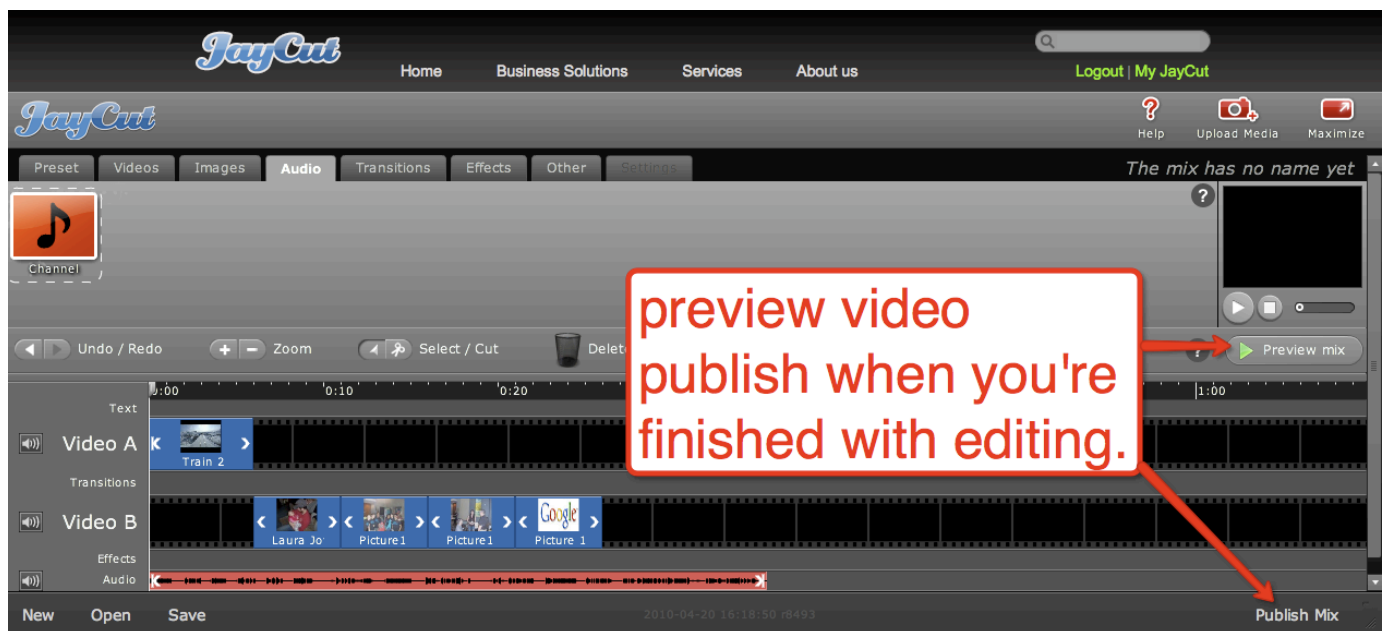 JayCut
Home Business Solutions Services About us
Logout | My JayCut
JayCut
Help Upload Media Maximize
Preset Videos Images Audio Transitions Effects Other Settings
The mix has no name yet
?
Channel
preview video
publish when you're
finished with editing.
Undo / Redo Zoom Select / Cut Delete
Preview mix
0:00 0:10 0:20 1:00
Text
Video A
Train 2
Transitions
Video B
Google
Laura Jo Picture1 Picture1 Picture 1
Effects
Audio
New Open Save 2010-04-20 16:18:50 r8493 Publish Mix